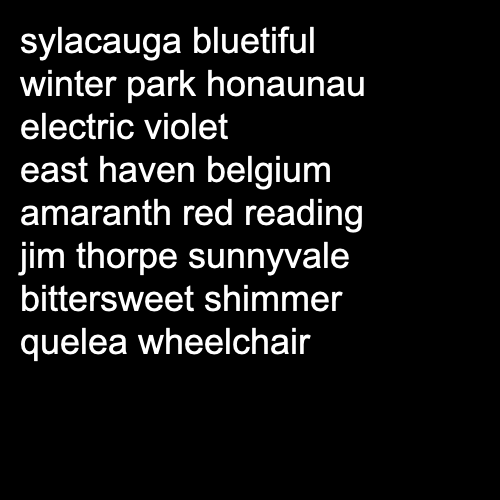 sylacauga bluetiful
winter park honaunau
electric violet
east haven belgium
amaranth red reading
jim thorpe sunnyvale
bittersweet shimmer
quelea wheelchair